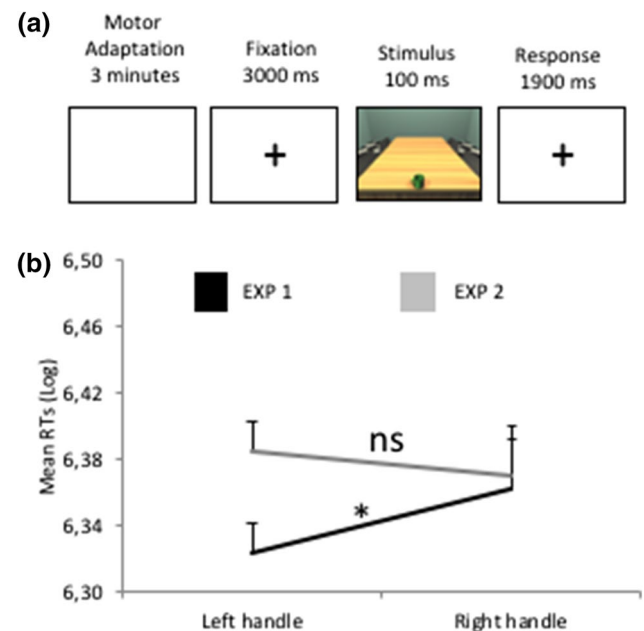 (a)
Motor
Adaptation
3 minutes
Fixation
3000 ms
Stimulus
100 ms
Response
1900 ms
+
+
(b)
EXP 1
EXP 2
Mean RTs (Log)
6,50
6,46
6,42
6,38
6,34
6,30
ns
*
Left handle
Right handle